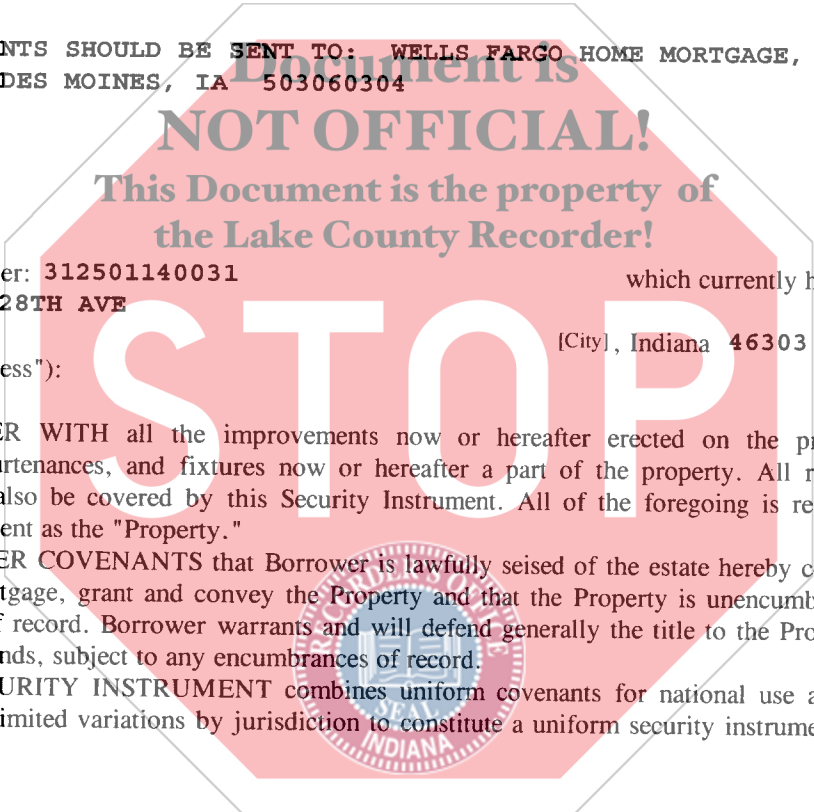 NTS SHOULD BE SENT TO: WELLS FARGO HOME MORTGAGE,
DES MOINES, IA 503060304
Document is
NOT OFFICIAL!
This Document is the property of
the Lake County Recorder!
er: 312501140031 which currently h
28TH AVE
[City], Indiana 46303
ess"):
STOP
ER WITH all the improvements now or hereafter erected on the pr
urtenances, and fixtures now or hereafter a part of the property. All r
also be covered by this Security Instrument. All of the foregoing is re
ent as the "Property."
ER COVENANTS that Borrower is lawfully seised of the estate hereby c
tgage, grant and convey the Property and that the Property is unencumb
f record. Borrower warrants and will defend generally the title to the Pro
nds, subject to any encumbrances of record.
URITY INSTRUMENT combines uniform covenants for national use a
imited variations by jurisdiction to constitute a uniform security instrume
RECORDER'S OFFICE
SEAL
INDIANA